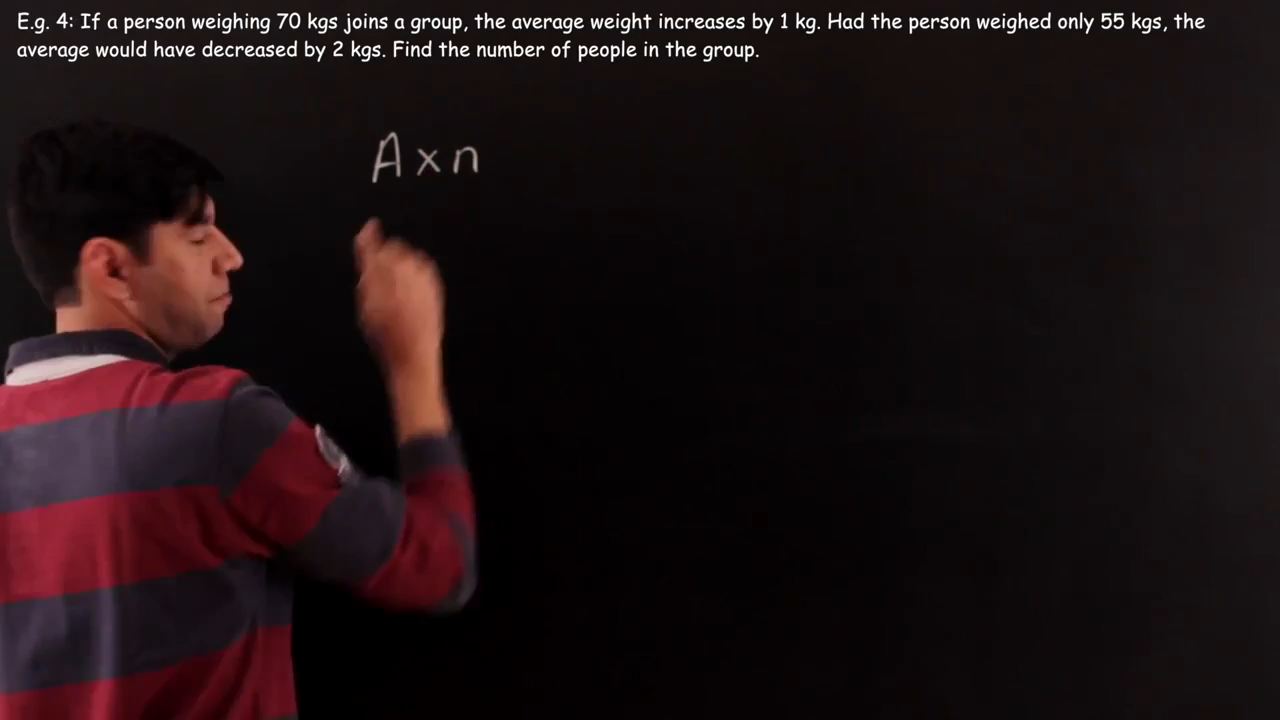 E.g. 4: If a person weighing 70 kgs joins a group, the average weight increases by 1 kg. Had the person weighed only 55 kgs, the
average would have decreased by 2 kgs. Find the number of people in the group.
A x n